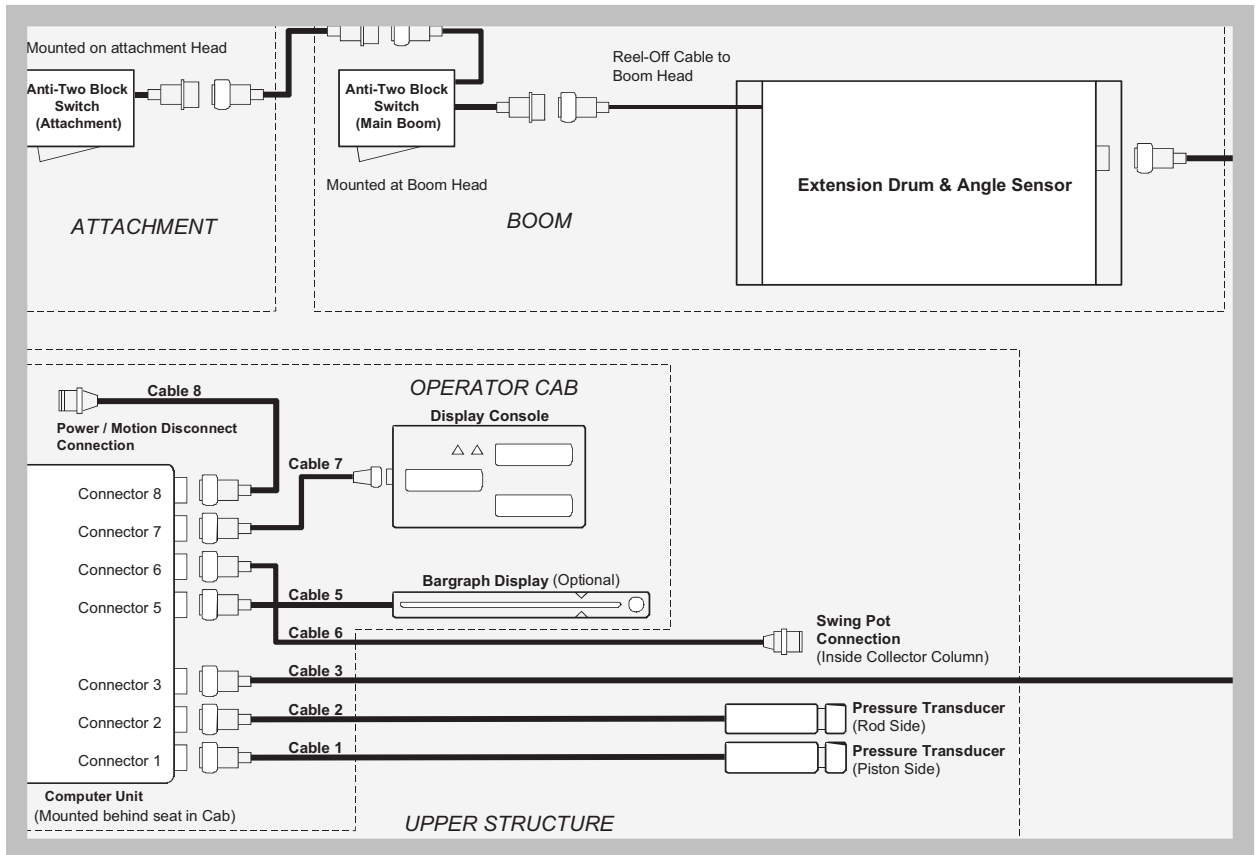 Mounted on attachment Head
Anti-Two Block
Switch
(Attachment)
ATTACHMENT
Anti-Two Block
Switch
(Main Boom)
Mounted at Boom Head
BOOM
Reel-Off Cable to
Boom Head
Extension Drum & Angle Sensor
OPERATOR CAB
Cable 8
Power / Motion Disconnect
Connection
Display Console
Cable 7
Connector 8
Connector 7
Connector 6
Connector 5
Bargraph Display (Optional)
Cable 5
Cable 6
Swing Pot
Connection
(Inside Collector Column)
Connector 3
Cable 3
Connector 2
Cable 2
Pressure Transducer
(Rod Side)
Connector 1
Cable 1
Pressure Transducer
(Piston Side)
Computer Unit
(Mounted behind seat in Cab)
UPPER STRUCTURE